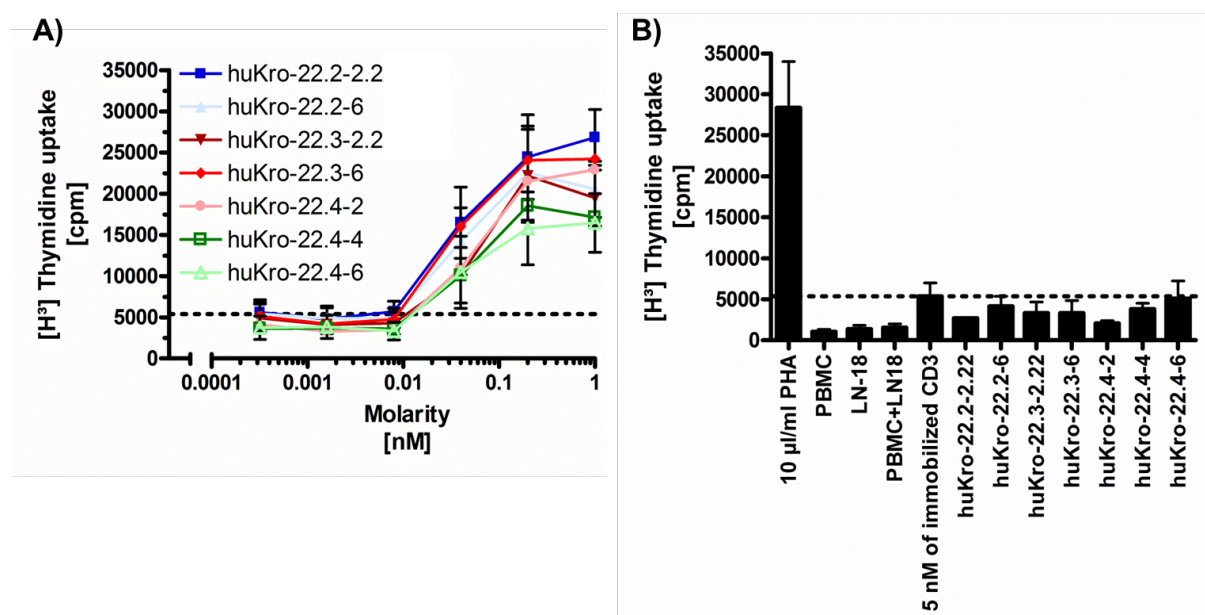 A)
[H³] Thymidine uptake
[cpm]
35000
30000
25000
20000
15000
10000
5000
0
huKro-22.2-2.2
huKro-22.2-6
huKro-22.3-2.2
huKro-22.3-6
huKro-22.4-2
huKro-22.4-4
huKro-22.4-6
0.0001
0.001
0.01
0.1
1
Molarity
[nM]
B)
[H³] Thymidine uptake
[cpm]
35000
30000
25000
20000
15000
10000
5000
0
10 µl/ml PHA
PBMC
LN-18
PBMC+LN18
5 nM of immobilized CD3
huKro-22.2-2.22
huKro-22.2-6
huKro-22.3-2.22
huKro-22.3-6
huKro-22.4-2
huKro-22.4-4
huKro-22.4-6